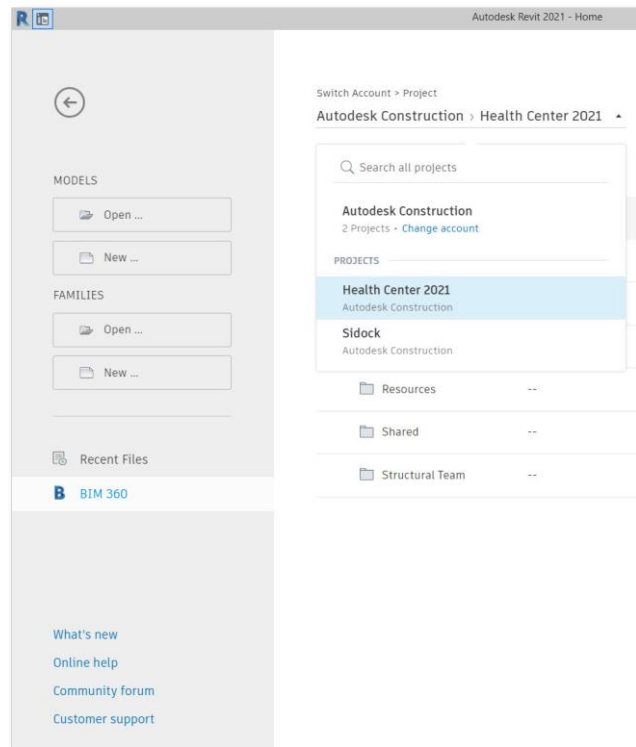 Autodesk Revit 2021 - Home
MODELS
Open ...
New ...
FAMILIES
Open ...
New ...
Recent Files
B BIM 360
What's new
Online help
Community forum
Customer support
Switch Account > Project
Autodesk Construction > Health Center 2021
Search all projects
Autodesk Construction
2 Projects - Change account
PROJECTS
Health Center 2021
Autodesk Construction
Sidock
Autodesk Construction
Resources --
Shared --
Structural Team --